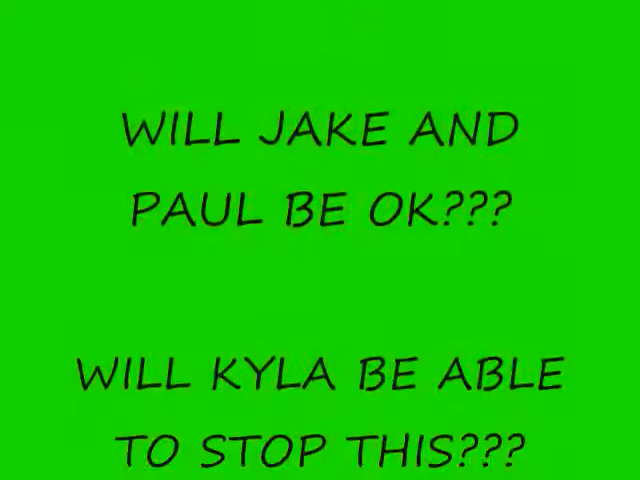 WILL JAKE AND
PAUL BE OK???
WILL KYLA BE ABLE
TO STOP THIS???